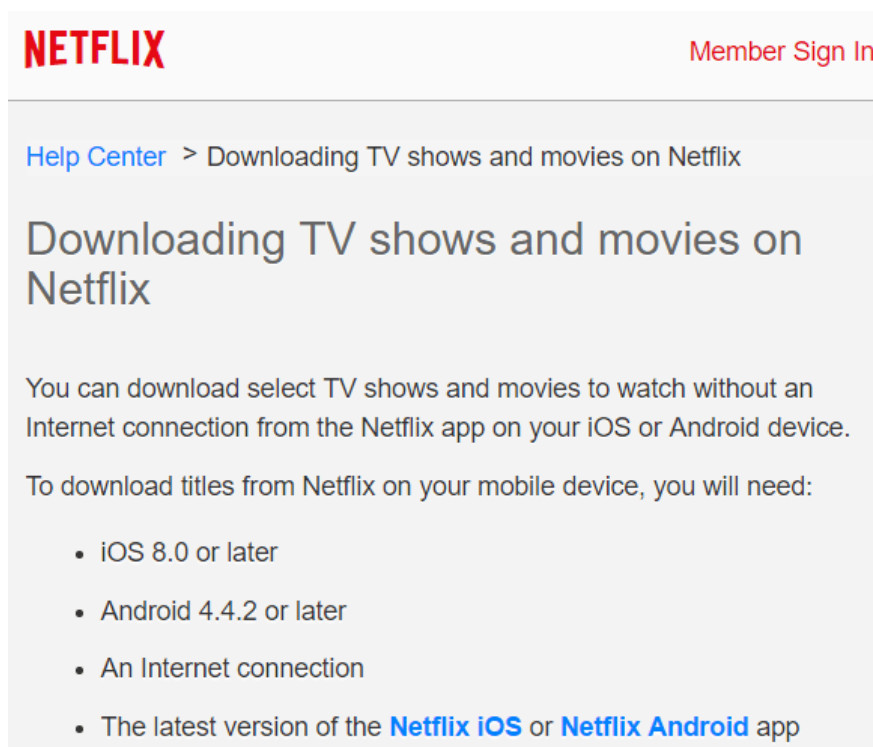 NETFLIX
Member Sign In
Help Center > Downloading TV shows and movies on Netflix
Downloading TV shows and movies on
Netflix
You can download select TV shows and movies to watch without an
Internet connection from the Netflix app on your iOS or Android device.
To download titles from Netflix on your mobile device, you will need:
• iOS 8.0 or later
• Android 4.4.2 or later
• An Internet connection
• The latest version of the Netflix iOS or Netflix Android app